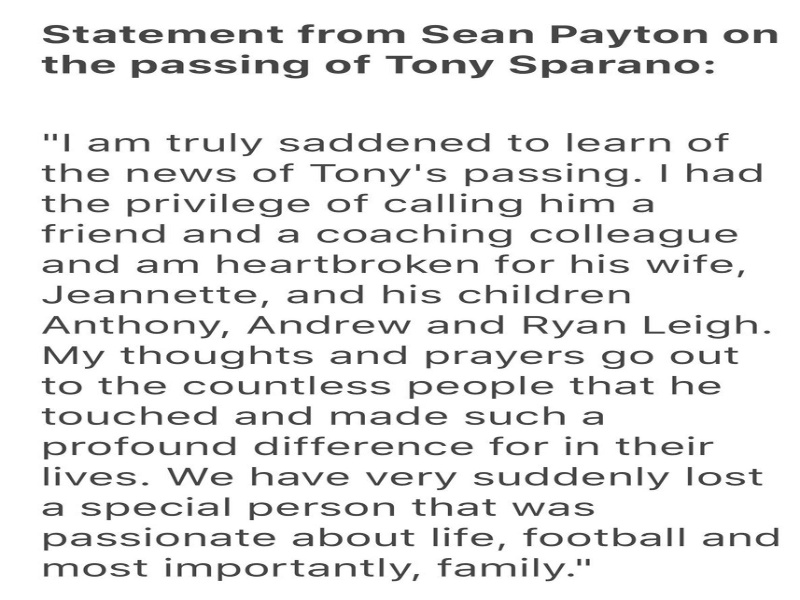 Statement from Sean Payton on
the passing of Tony Sparano:
"I am truly saddened to learn of
the news of Tony's passing. I had
the privilege of calling him a
friend and a coaching colleague
and am heartbroken for his wife,
Jeannette, and his children
Anthony, Andrew and Ryan Leigh.
My thoughts and prayers go out
to the countless people that he
touched and made such a
profound difference for in their
lives. We have very suddenly lost
a special person that was
passionate about life, football and
most importantly, family."